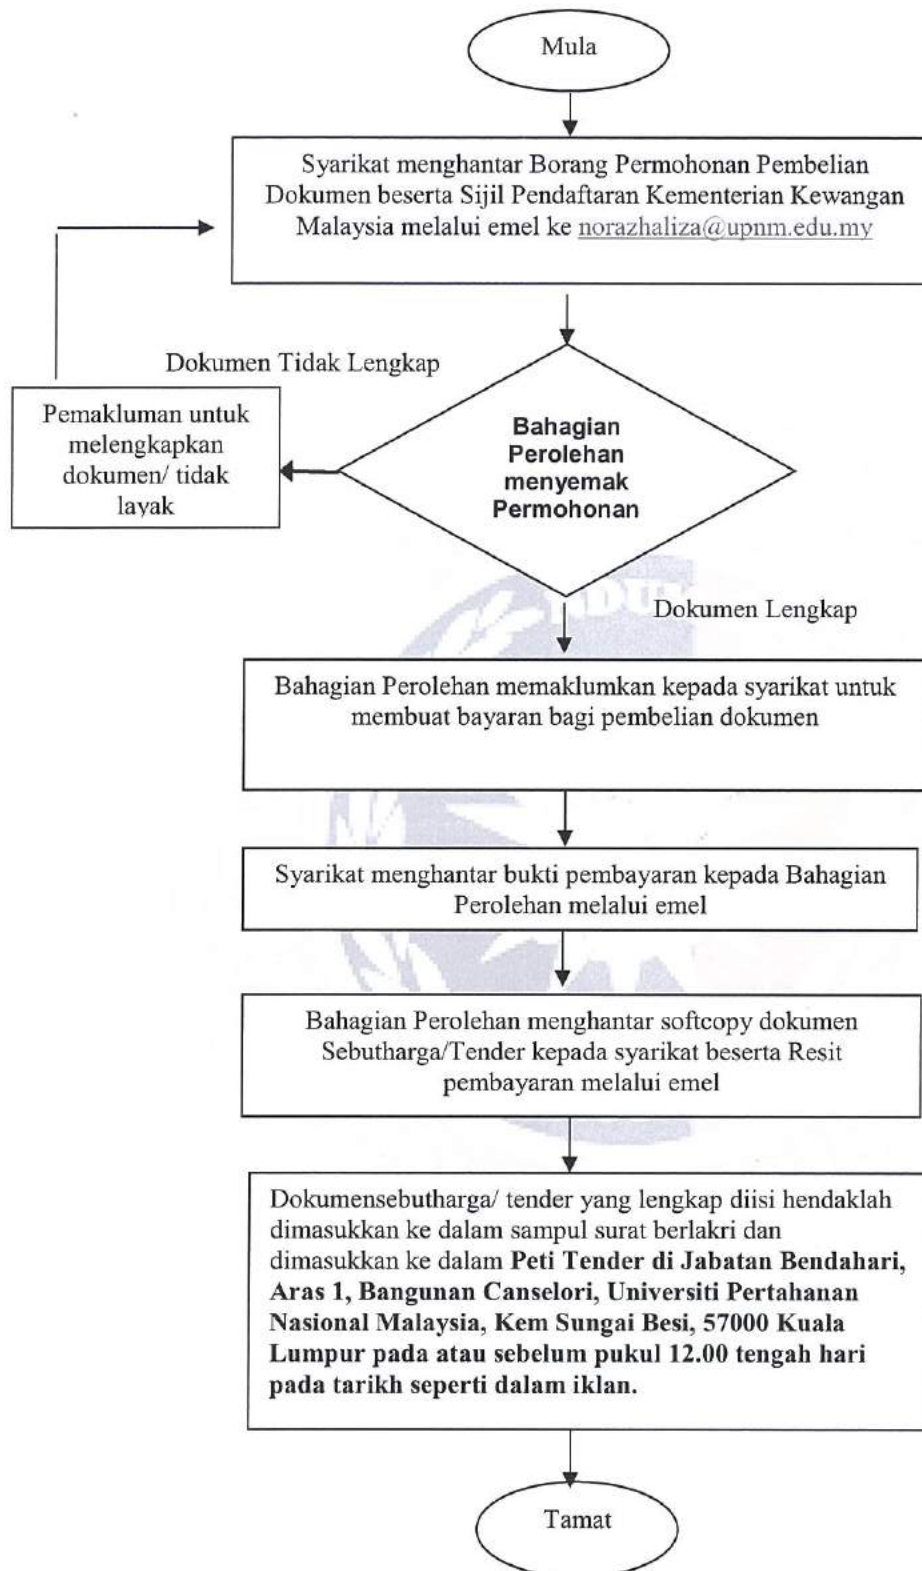 Mula
Syarikat menghantar Borang Permohonan Pembelian
Dokumen beserta Sijil Pendaftaran Kementerian Kewangan
Malaysia melalui emel ke norazhaliza@upnm.edu.my
Dokumen Tidak Lengkap
Pemakluman untuk
melengkapkan
dokumen/ tidak
layak
Bahagian
Perolehan
menyemak
Permohonan
Dokumen Lengkap
Bahagian Perolehan memaklumkan kepada syarikat untuk
membuat bayaran bagi pembelian dokumen
Syarikat menghantar bukti pembayaran kepada Bahagian
Perolehan melalui emel
Bahagian Perolehan menghantar softcopy dokumen
Sebutharga/Tender kepada syarikat beserta Resit
pembayaran melalui emel
Dokumensebutharga/ tender yang lengkap diisi hendaklah
dimasukkan ke dalam sampul surat berlakri dan
dimasukkan ke dalam Peti Tender di Jabatan Bendahari,
Aras 1, Bangunan Canselori, Universiti Pertahanan
Nasional Malaysia, Kem Sungai Besi, 57000 Kuala
Lumpur pada atau sebelum pukul 12.00 tengah hari
pada tarikh seperti dalam iklan.
Tamat